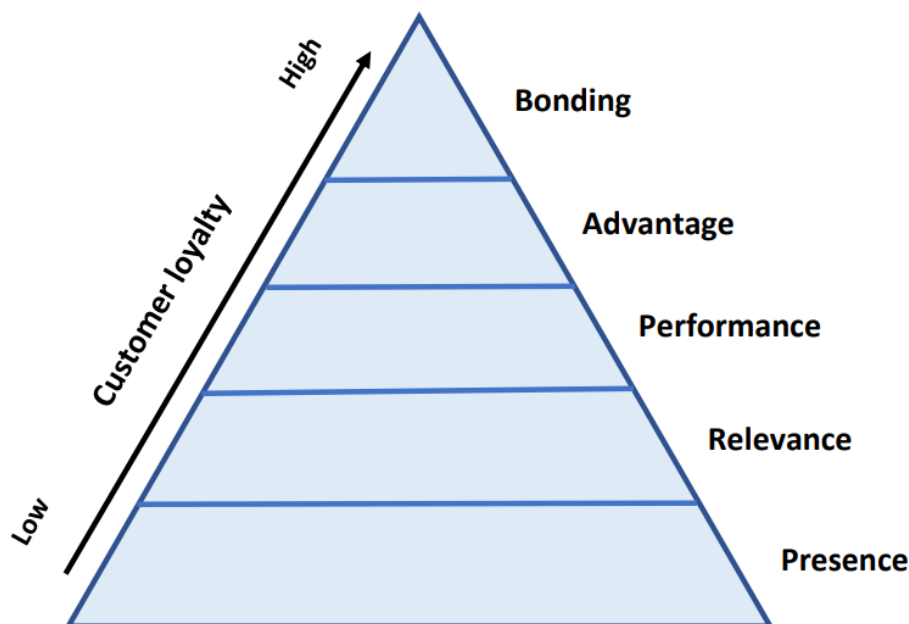 High
Bonding
Customer loyalty
Advantage
Performance
Relevance
Low
Presence